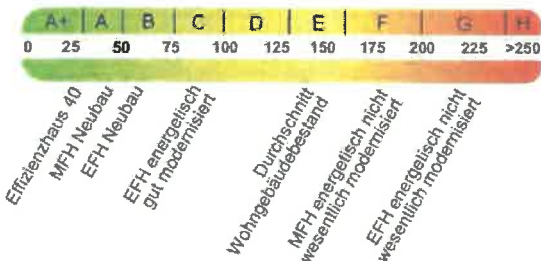 A+ A B C D E F G H
0 25 50 75 100 125 150 175 200 225 >250
Effizienzhaus 40
MFH Neubau
EFH Neubau
EFH energetisch
gut modernisiert
Durchschnitt
Wohngebäudebestand
MFH energetisch nicht
wesentlich modernisiert
EFH energetisch nicht
wesentlich modernisiert